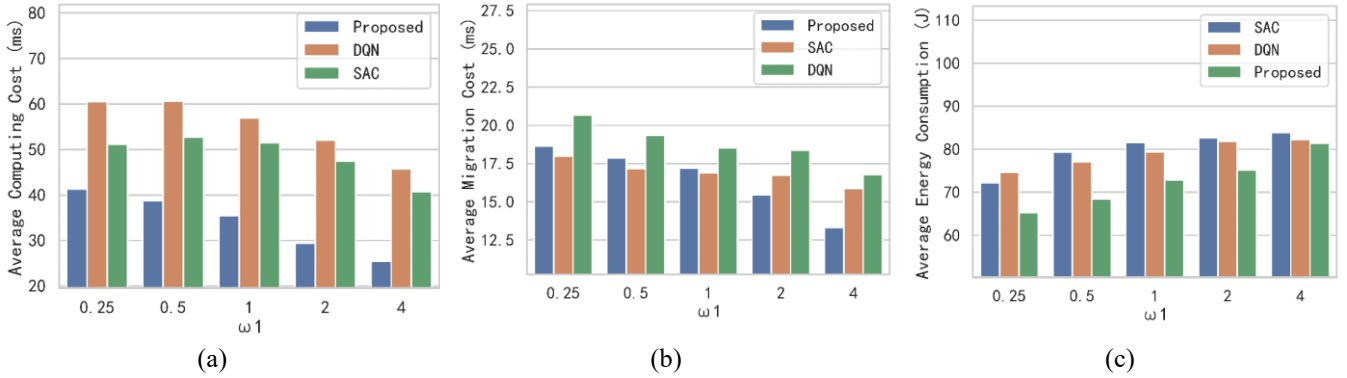 Average Computing Cost (ms)
80
70
60
50
40
30
20
Proposed
DQN
SAC
0.25 0.5 1 2 4
ω1
(a)
Average Migration Cost (ms)
27.5
25.0
22.5
20.0
17.5
15.0
12.5
Proposed
SAC
DQN
0.25 0.5 1 2 4
ω1
(b)
Average Energy Consumption (J)
110
100
90
80
70
60
SAC
DQN
Proposed
0.25 0.5 1 2 4
ω1
(c)